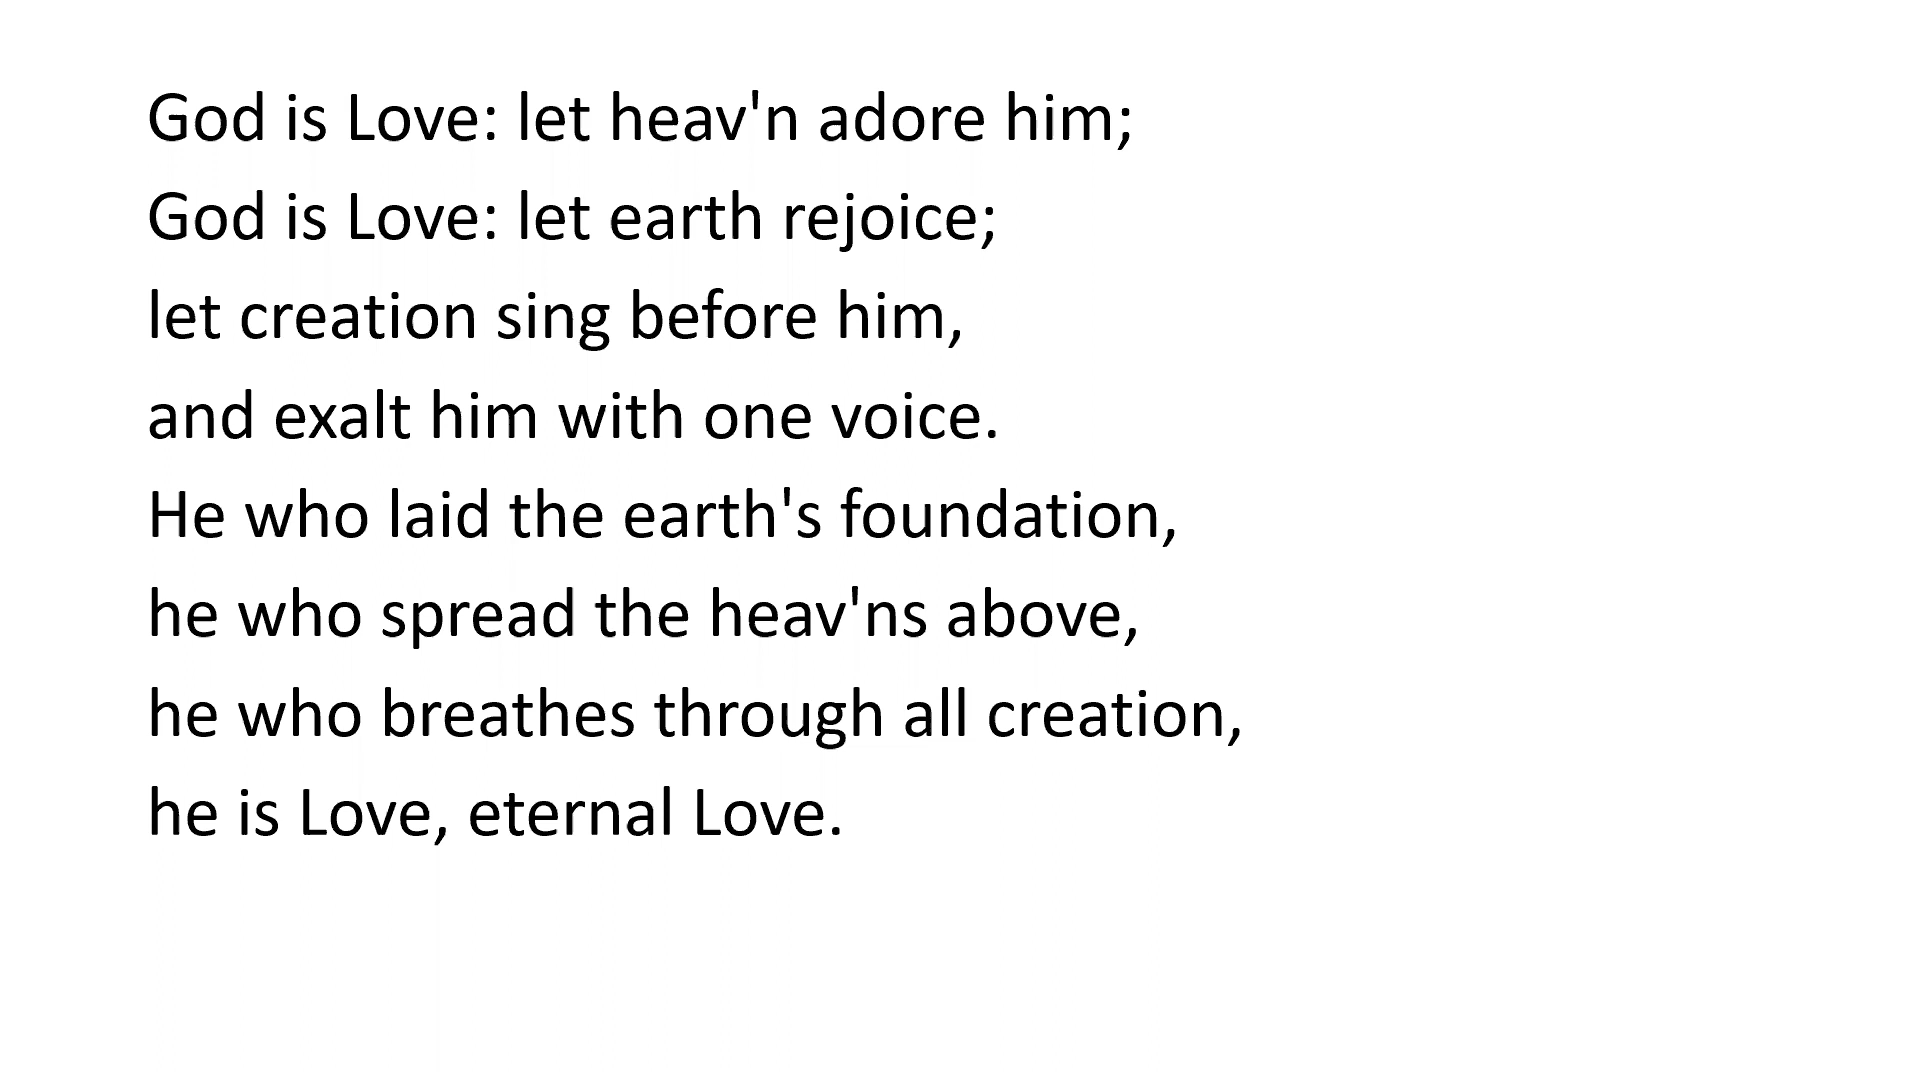 God is Love: let heav'n adore him;
God is Love: let earth rejoice;
let creation sing before him,
and exalt him with one voice.
He who laid the earth's foundation,
he who spread the heav'ns above,
he who breathes through all creation,
he is Love, eternal Love.